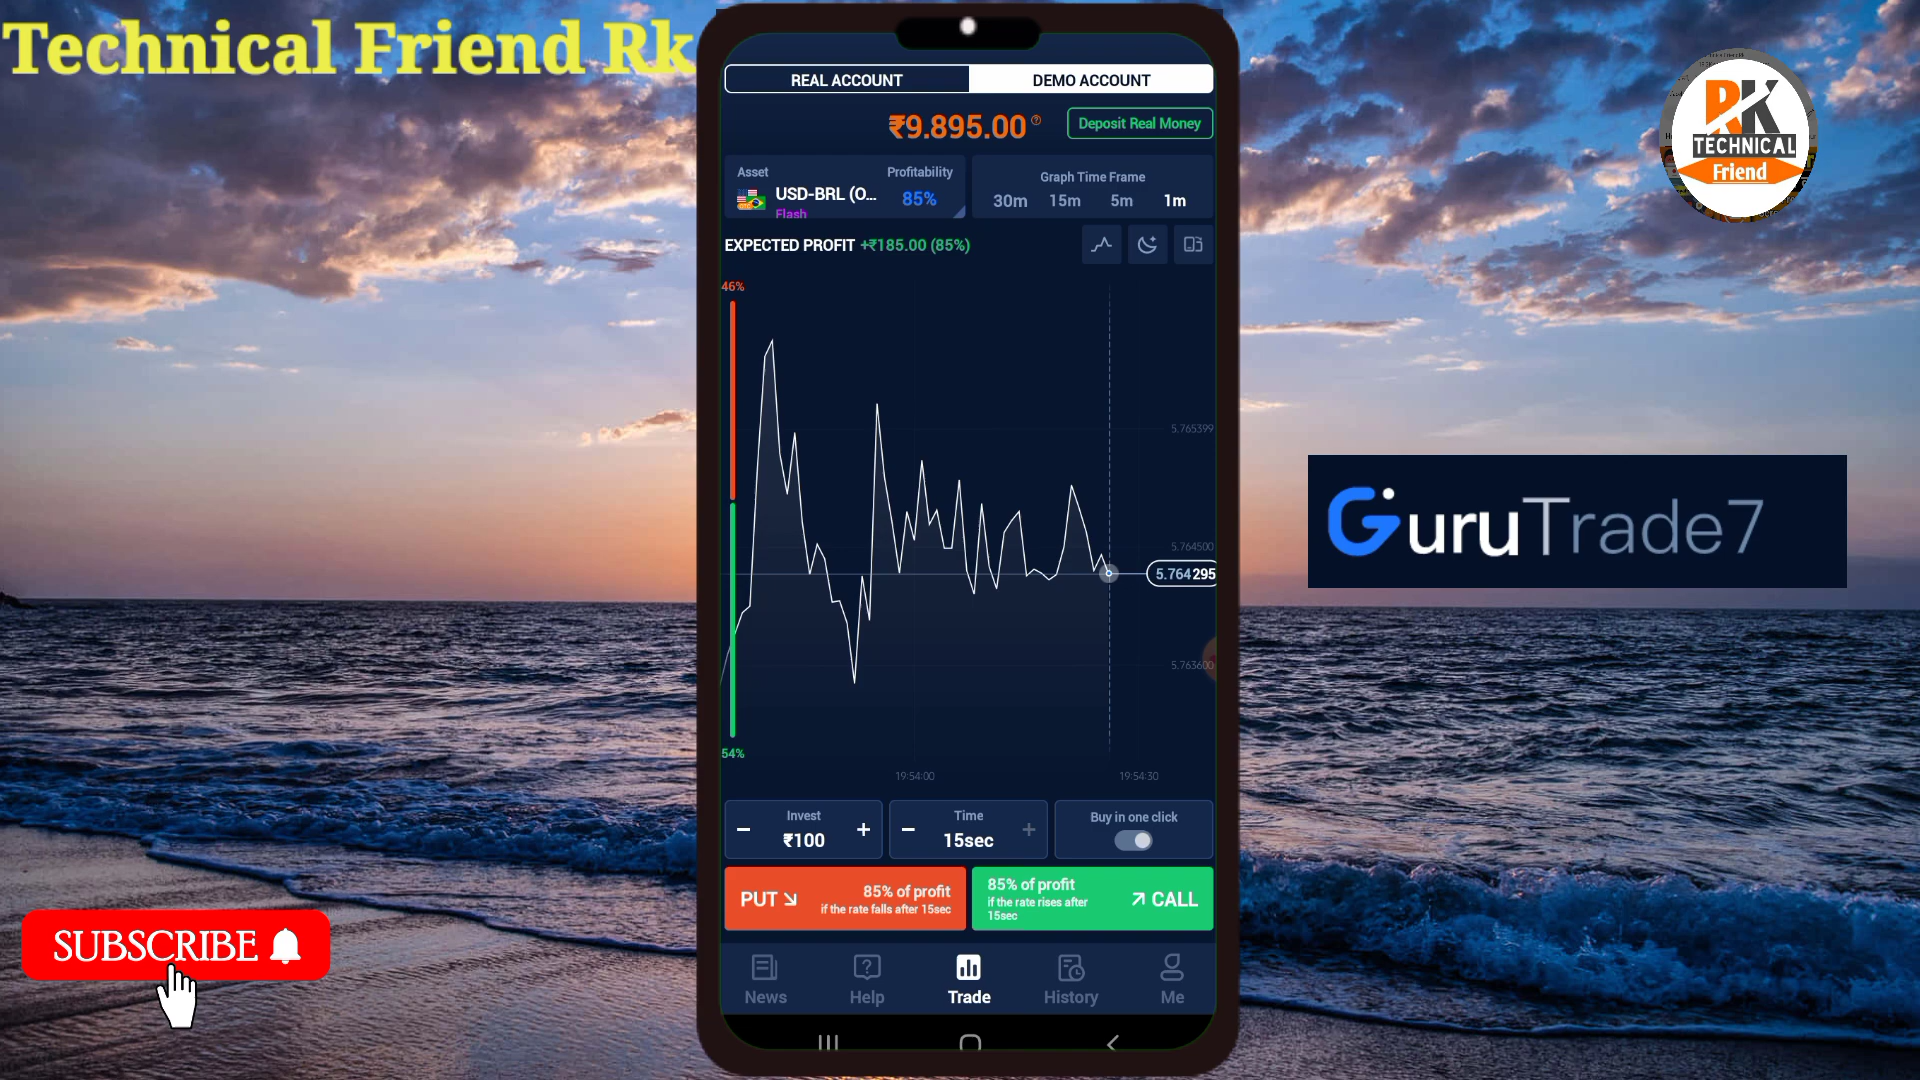 Technical Friend Rk
RK
TECHNICAL
Friend
REAL ACCOUNT
DEMO ACCOUNT
₹9.895.00
Deposit Real Money
Asset
Profitability
USD-BRL (O...
85%
Flash
Graph Time Frame
30m 15m 5m 1m
EXPECTED PROFIT +₹185.00 (85%)
46%
5.765399
5.764500
5.764295
5.763600
54%
19:54:00
19:54:30
GuruTrade7
Invest
₹100
Time
15sec
Buy in one click
PUT
85% of profit
if the rate falls after 15sec
85% of profit
if the rate rises after
15sec
CALL
SUBSCRIBE
News
Help
Trade
History
Me